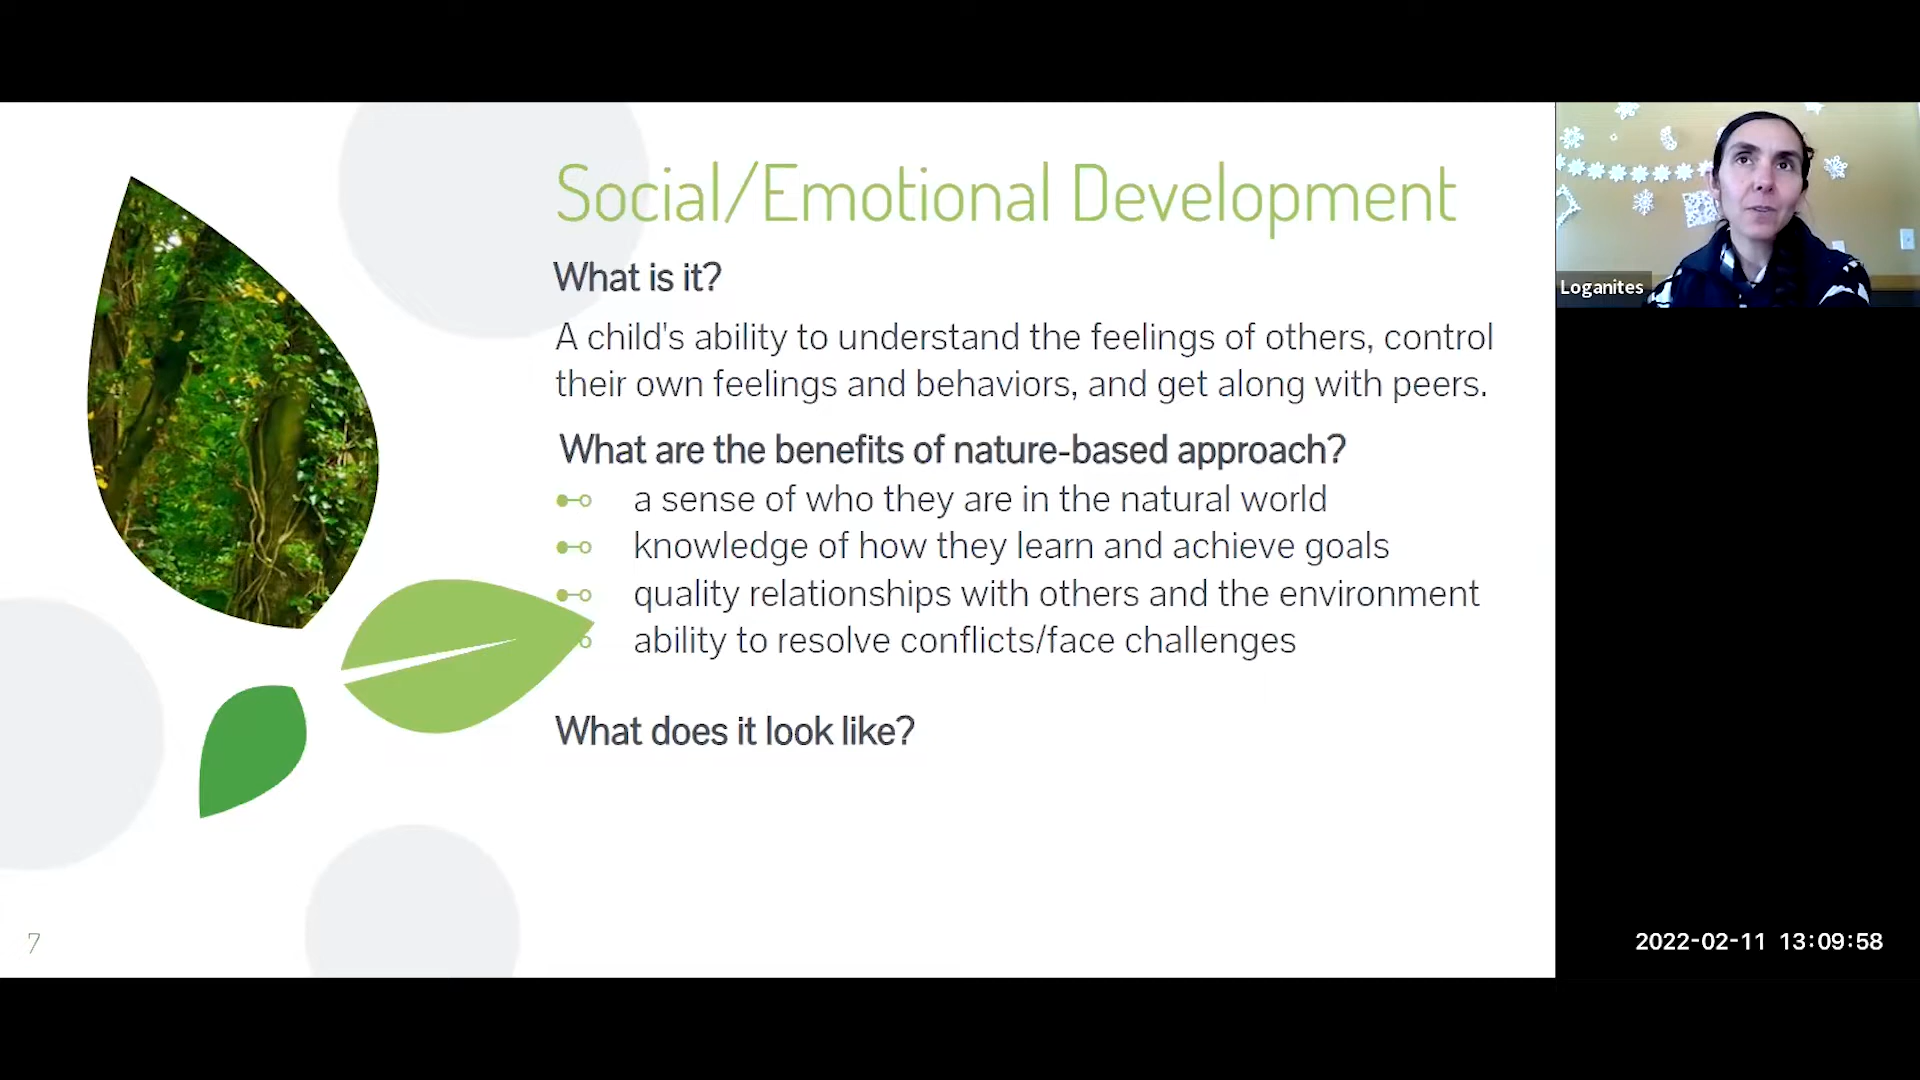 Social/Emotional Development
What is it?
A child's ability to understand the feelings of others, control
their own feelings and behaviors, and get along with peers.
What are the benefits of nature-based approach?
a sense of who they are in the natural world
knowledge of how they learn and achieve goals
quality relationships with others and the environment
ability to resolve conflicts/face challenges
What does it look like?
7
Loganites
2022-02-11 13:09:58